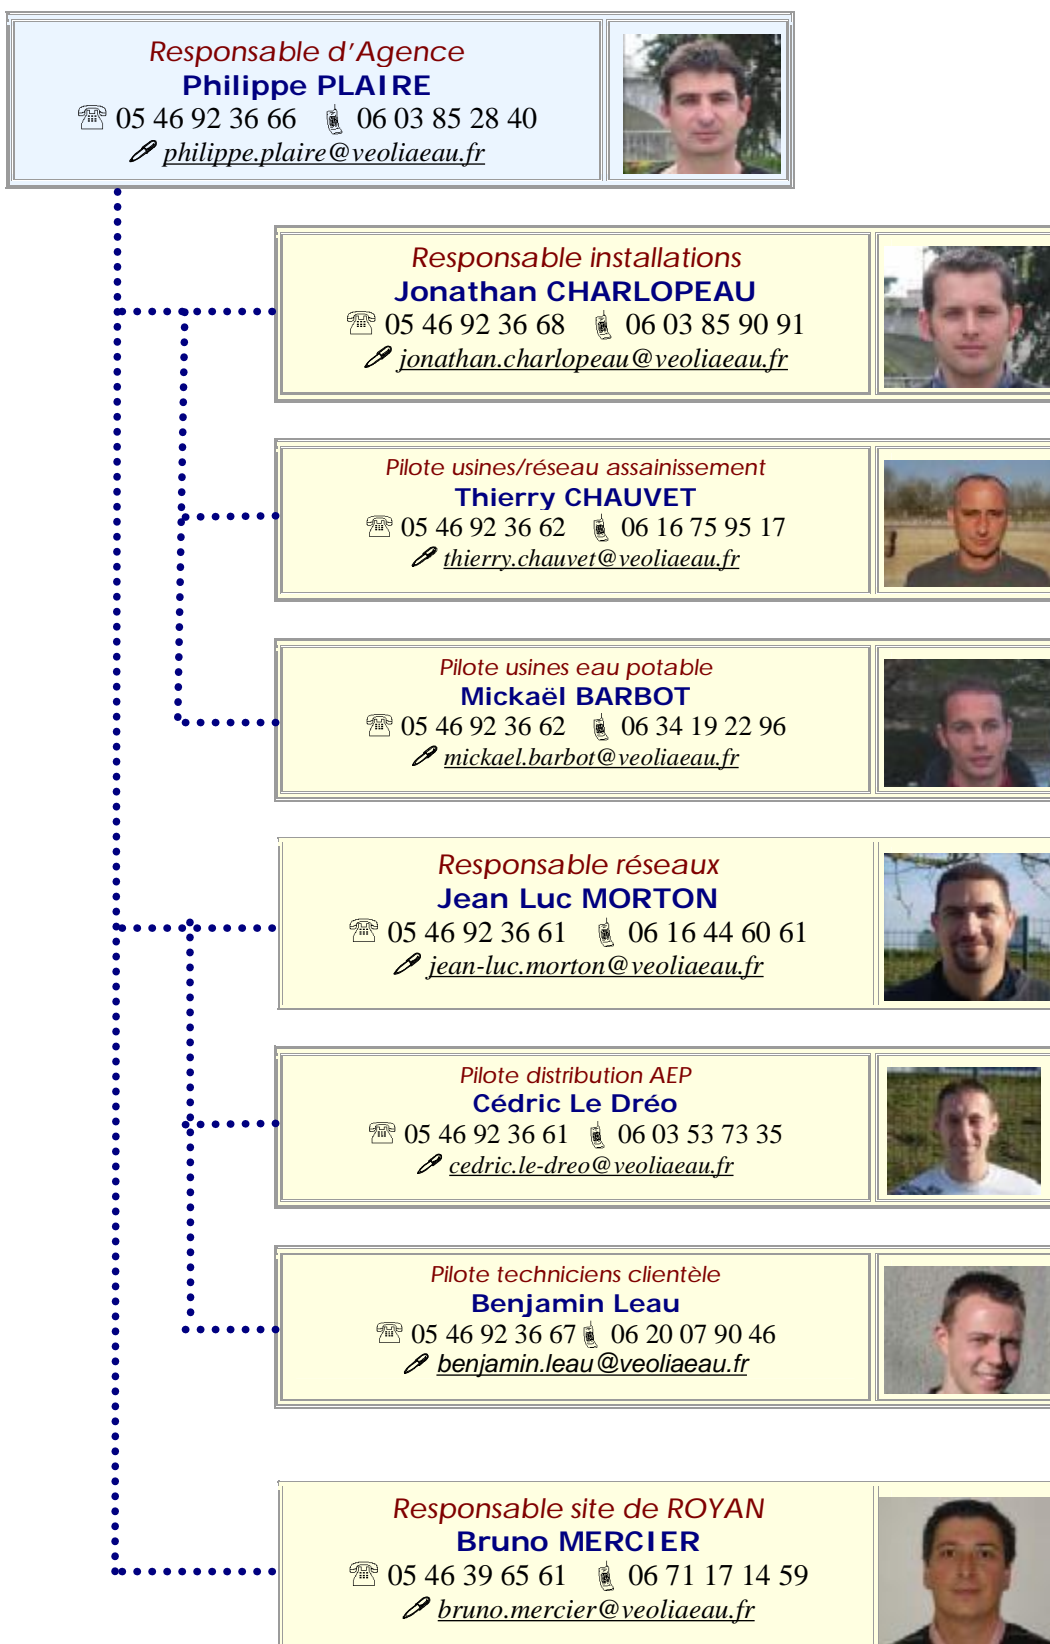 Responsable d'Agence
Philippe PLAIRE
☏ 05 46 92 36 66 📱 06 03 85 28 40
philippe.plaire@veoliaeau.fr
Responsable installations
Jonathan CHARLOPEAU
☏ 05 46 92 36 68 📱 06 03 85 90 91
jonathan.charlopeau@veoliaeau.fr
Pilote usines/réseau assainissement
Thierry CHAUVET
☏ 05 46 92 36 62 📱 06 16 75 95 17
thierry.chauvet@veoliaeau.fr
Pilote usines eau potable
Mickaël BARBOT
☏ 05 46 92 36 62 📱 06 34 19 22 96
mickael.barbot@veoliaeau.fr
Responsable réseaux
Jean Luc MORTON
☏ 05 46 92 36 61 📱 06 16 44 60 61
jean-luc.morton@veoliaeau.fr
Pilote distribution AEP
Cédric Le Dréo
☏ 05 46 92 36 61 📱 06 03 53 73 35
cedric.le-dreo@veoliaeau.fr
Pilote techniciens clientèle
Benjamin Leau
☏ 05 46 92 36 67 📱 06 20 07 90 46
benjamin.leau@veoliaeau.fr
Responsable site de ROYAN
Bruno MERCIER
☏ 05 46 39 65 61 📱 06 71 17 14 59
bruno.mercier@veoliaeau.fr